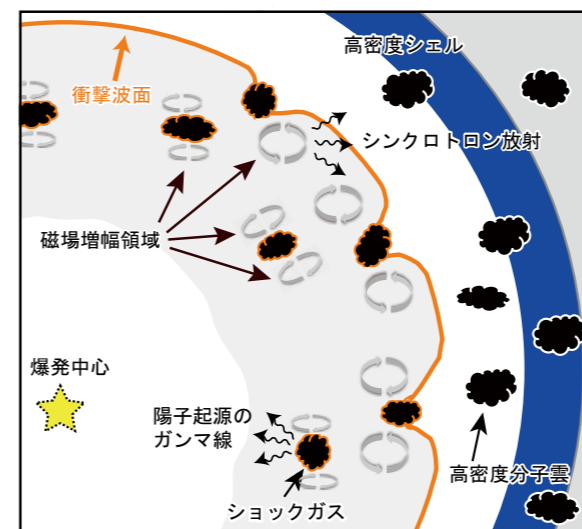 高密度シェル
衝撃波面
シンクロトロン放射
磁場増幅領域
爆発中心
陽子起源の
ガンマ線
高密度分子雲
ショックガス